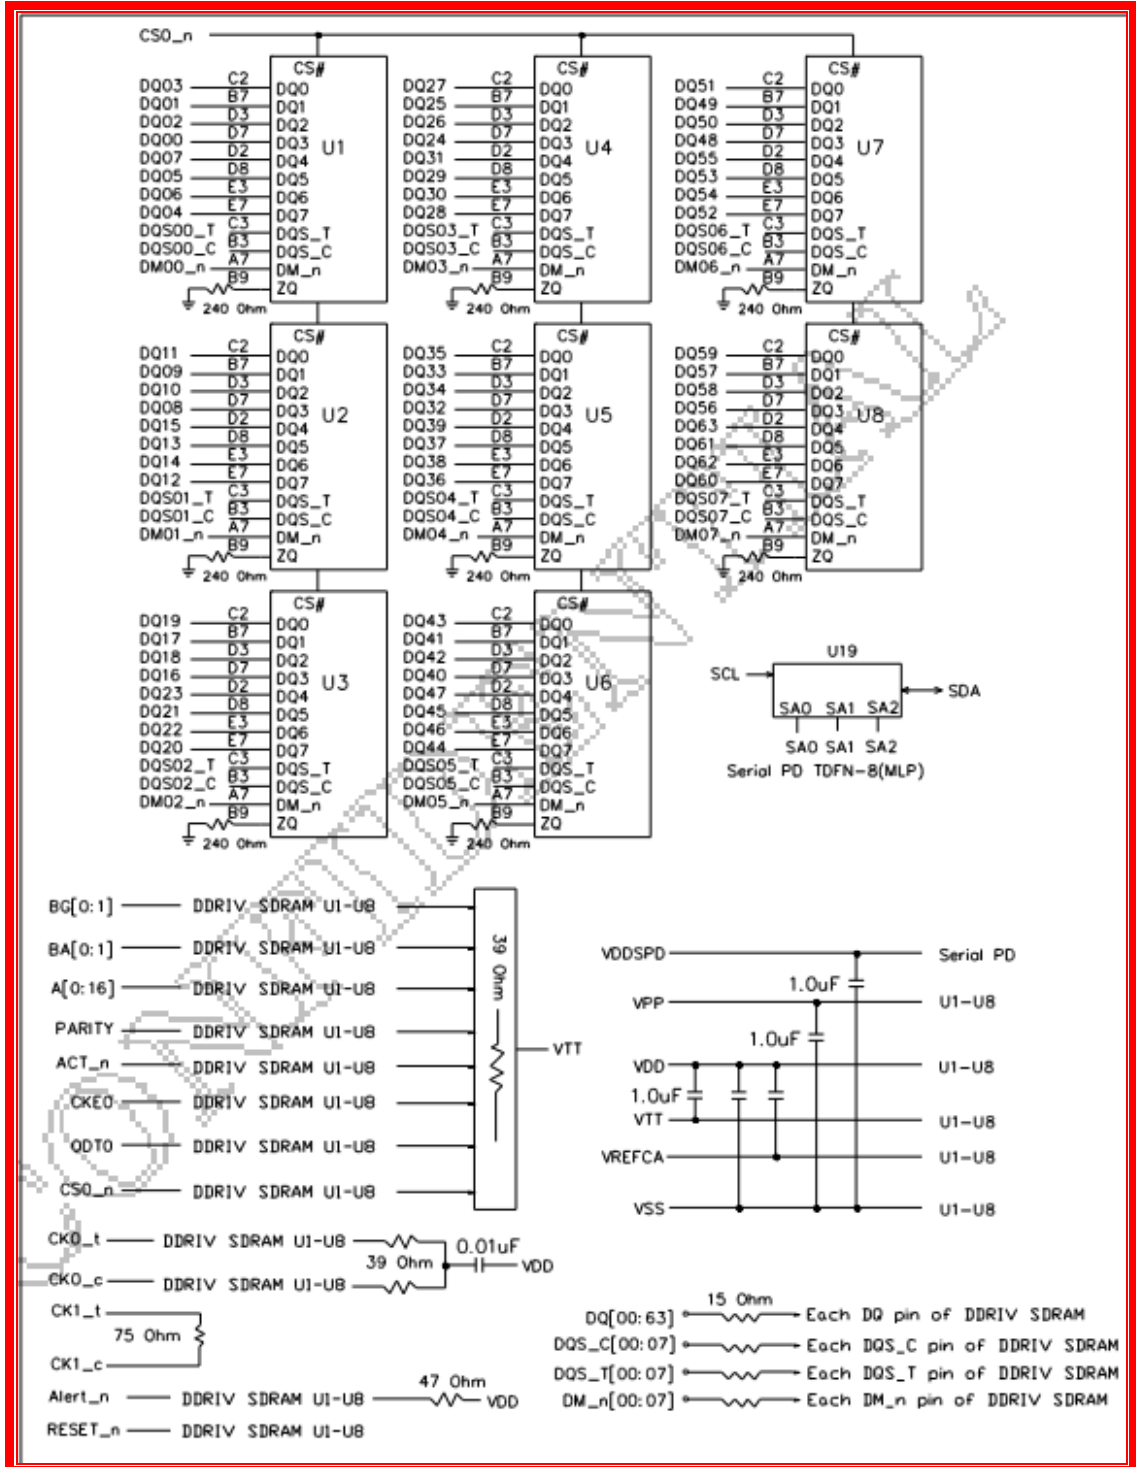 CS0_n
CS#
DQ03 C2 DQ0
DQ01 B7 DQ1
DQ02 D3 DQ2
DQ00 D7 DQ3
DQ07 D2 DQ4
DQ05 D8 DQ5
DQ06 E3 DQ6
DQ04 E7 DQ7
DQS00_T C3 DQS_T
DQS00_C B3 DQS_C
DM00_n A7 DM_n
B9 ZQ
240 Ohm
U1
CS#
DQ27 C2 DQ0
DQ25 B7 DQ1
DQ26 D3 DQ2
DQ24 D7 DQ3
DQ31 D2 DQ4
DQ29 D8 DQ5
DQ30 E3 DQ6
DQ28 E7 DQ7
DQS03_T C3 DQS_T
DQS03_C B3 DQS_C
DM03_n A7 DM_n
B9 ZQ
240 Ohm
U4
CS#
DQ51 C2 DQ0
DQ49 B7 DQ1
DQ50 D3 DQ2
DQ48 D7 DQ3
DQ55 D2 DQ4
DQ53 D8 DQ5
DQ54 E3 DQ6
DQ52 E7 DQ7
DQS06_T C3 DQS_T
DQS06_C B3 DQS_C
DM06_n A7 DM_n
B9 ZQ
240 Ohm
U7
CS#
DQ11 C2 DQ0
DQ09 B7 DQ1
DQ10 D3 DQ2
DQ08 D7 DQ3
DQ15 D2 DQ4
DQ13 D8 DQ5
DQ14 E3 DQ6
DQ12 E7 DQ7
DQS01_T C3 DQS_T
DQS01_C B3 DQS_C
DM01_n A7 DM_n
B9 ZQ
240 Ohm
U2
CS#
DQ35 C2 DQ0
DQ33 B7 DQ1
DQ34 D3 DQ2
DQ32 D7 DQ3
DQ39 D2 DQ4
DQ37 D8 DQ5
DQ38 E3 DQ6
DQ36 E7 DQ7
DQS04_T C3 DQS_T
DQS04_C B3 DQS_C
DM04_n A7 DM_n
B9 ZQ
240 Ohm
U5
CS#
DQ59 C2 DQ0
DQ57 B7 DQ1
DQ58 D3 DQ2
DQ56 D7 DQ3
DQ63 D2 DQ4
DQ61 D8 DQ5
DQ62 E3 DQ6
DQ60 E7 DQ7
DQS07_T C3 DQS_T
DQS07_C B3 DQS_C
DM07_n A7 DM_n
B9 ZQ
240 Ohm
U8
CS#
DQ19 C2 DQ0
DQ17 B7 DQ1
DQ18 D3 DQ2
DQ16 D7 DQ3
DQ23 D2 DQ4
DQ21 D8 DQ5
DQ22 E3 DQ6
DQ20 E7 DQ7
DQS02_T C3 DQS_T
DQS02_C B3 DQS_C
DM02_n A7 DM_n
B9 ZQ
240 Ohm
U3
CS#
DQ43 C2 DQ0
DQ41 B7 DQ1
DQ42 D3 DQ2
DQ40 D7 DQ3
DQ47 D2 DQ4
DQ45 D8 DQ5
DQ46 E3 DQ6
DQ44 E7 DQ7
DQS05_T C3 DQS_T
DQS05_C B3 DQS_C
DM05_n A7 DM_n
B9 ZQ
240 Ohm
U6
U19
SCL
SDA
SA0 SA1 SA2
SA0 SA1 SA2
Serial PD TDFN-8(MLP)
BG[0:1] DDRIV SDRAM U1-U8
BA[0:1] DDRIV SDRAM U1-U8
A[0:16] DDRIV SDRAM U1-U8
PARITY DDRIV SDRAM U1-U8
ACT_n DDRIV SDRAM U1-U8
CKE0 DDRIV SDRAM U1-U8
ODT0 DDRIV SDRAM U1-U8
CS0_n DDRIV SDRAM U1-U8
39 Ohm
VTT
VDDSPD Serial PD
1.0uF
VPP U1-U8
1.0uF
VDD U1-U8
1.0uF
VTT U1-U8
VREFCA U1-U8
VSS U1-U8
CK0_t DDRIV SDRAM U1-U8
39 Ohm
0.01uF
VDD
CK0_c DDRIV SDRAM U1-U8
CK1_t
75 Ohm
CK1_c
Alert_n DDRIV SDRAM U1-U8 47 Ohm VDD
RESET_n DDRIV SDRAM U1-U8
15 Ohm
DQ[00:63] Each DQ pin of DDRIV SDRAM
DQS_C[00:07] Each DQS_C pin of DDRIV SDRAM
DQS_T[00:07] Each DQS_T pin of DDRIV SDRAM
DM_n[00:07] Each DM_n pin of DDRIV SDRAM